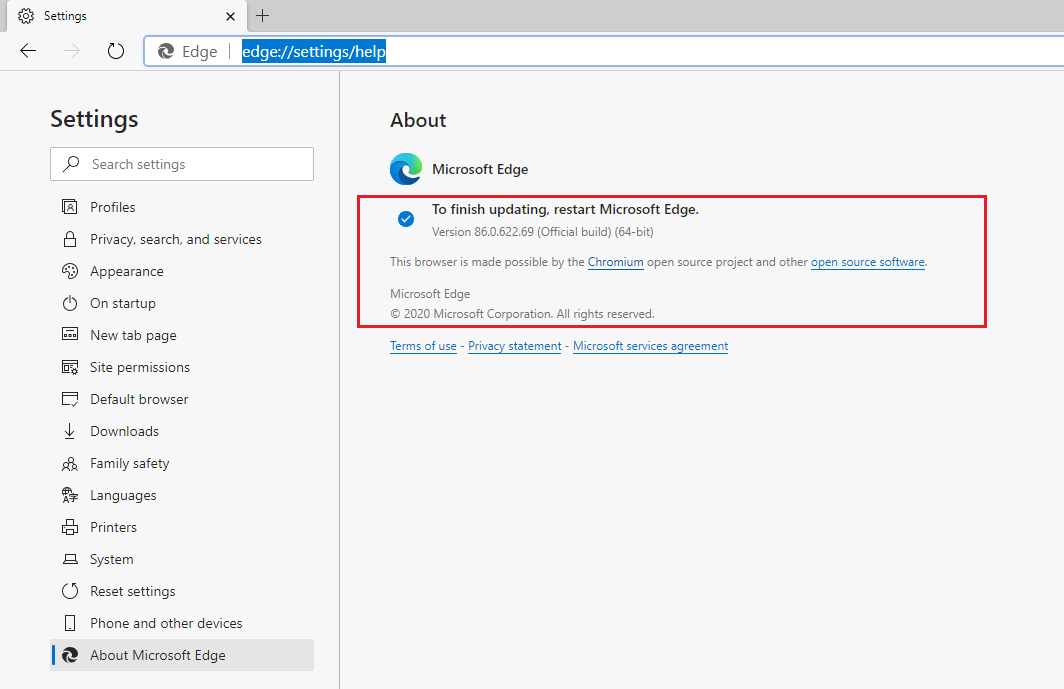 Settings
Edge
edge://settings/help
Settings
Search settings
Profiles
Privacy, search, and services
Appearance
On startup
New tab page
Site permissions
Default browser
Downloads
Family safety
Languages
Printers
System
Reset settings
Phone and other devices
About Microsoft Edge
About
Microsoft Edge
To finish updating, restart Microsoft Edge.
Version 86.0.622.69 (Official build) (64-bit)
This browser is made possible by the Chromium open source project and other open source software.
Microsoft Edge
© 2020 Microsoft Corporation. All rights reserved.
Terms of use - Privacy statement - Microsoft services agreement